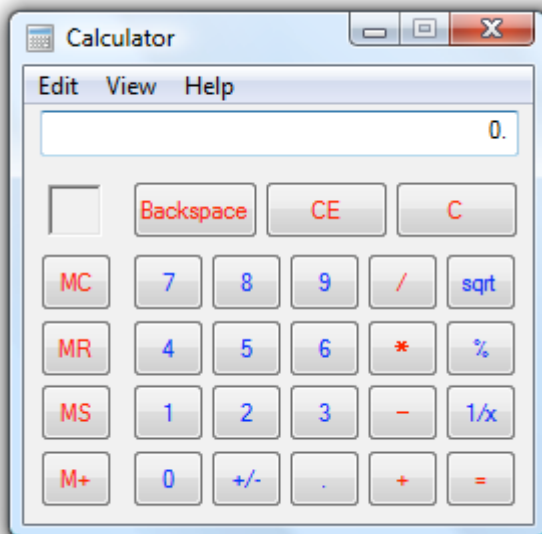 Calculator
Edit View Help
0.
Backspace CE C
MC 7 8 9 / sqrt
MR 4 5 6 * %
MS 1 2 3 - 1/x
M+ 0 +/- . + =